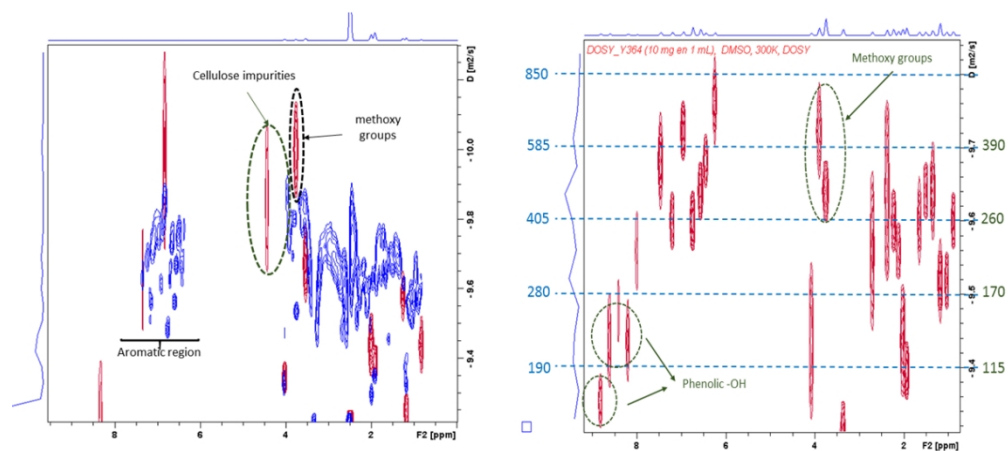 Cellulose impurities
methoxy
groups
Aromatic region
D [m2/s]
-10.0
-9.8
-9.6
-9.4
8
6
4
2
F2 [ppm]
DOSY_Y364 (10 mg en 1 mL), DMSO, 300K, DOSY
Methoxy groups
Phenolic -OH
850
585
405
280
190
D [m2/s]
-9.7
-9.6
-9.5
-9.4
390
260
170
115
8
6
4
2
F2 [ppm]